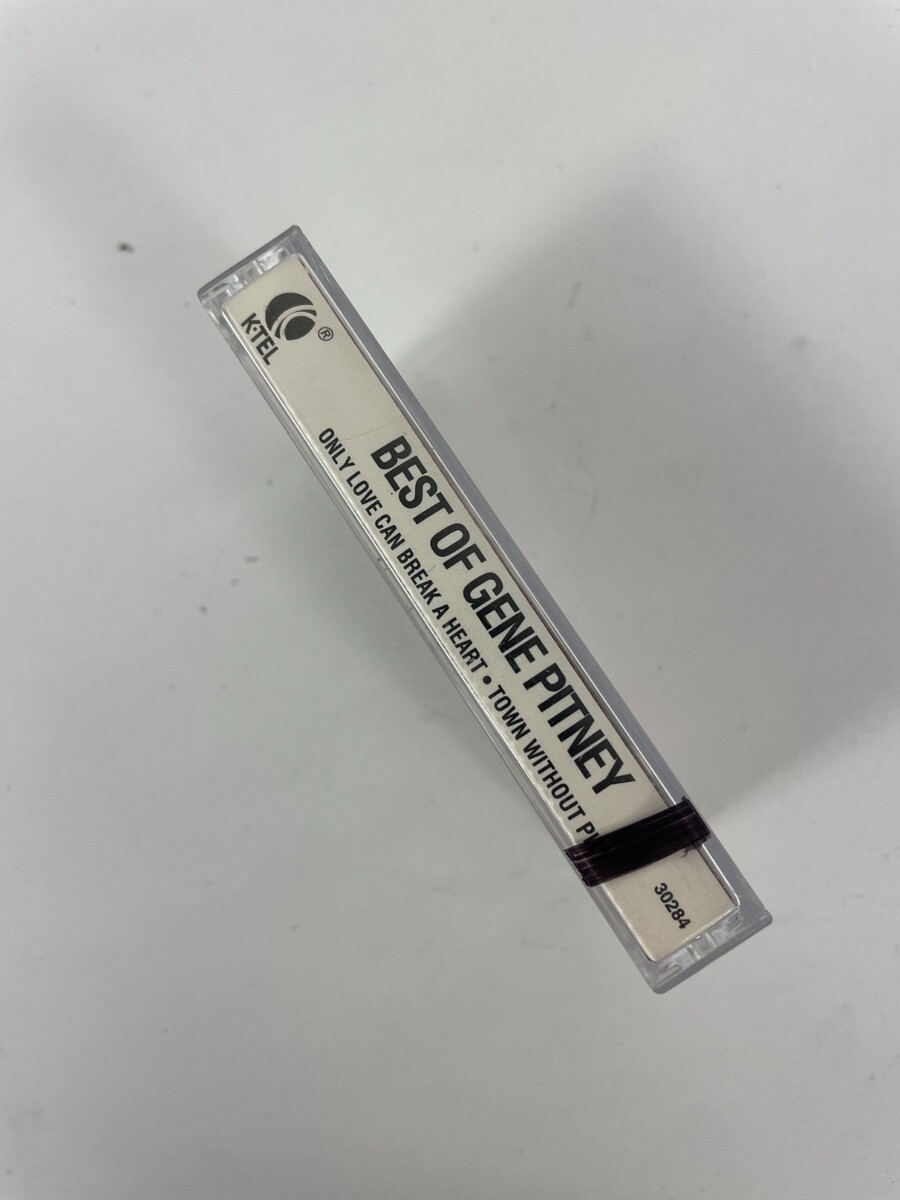 K-TEL ®
BEST OF GENE PITNEY
ONLY LOVE CAN BREAK A HEART • TOWN WITHOUT
30284